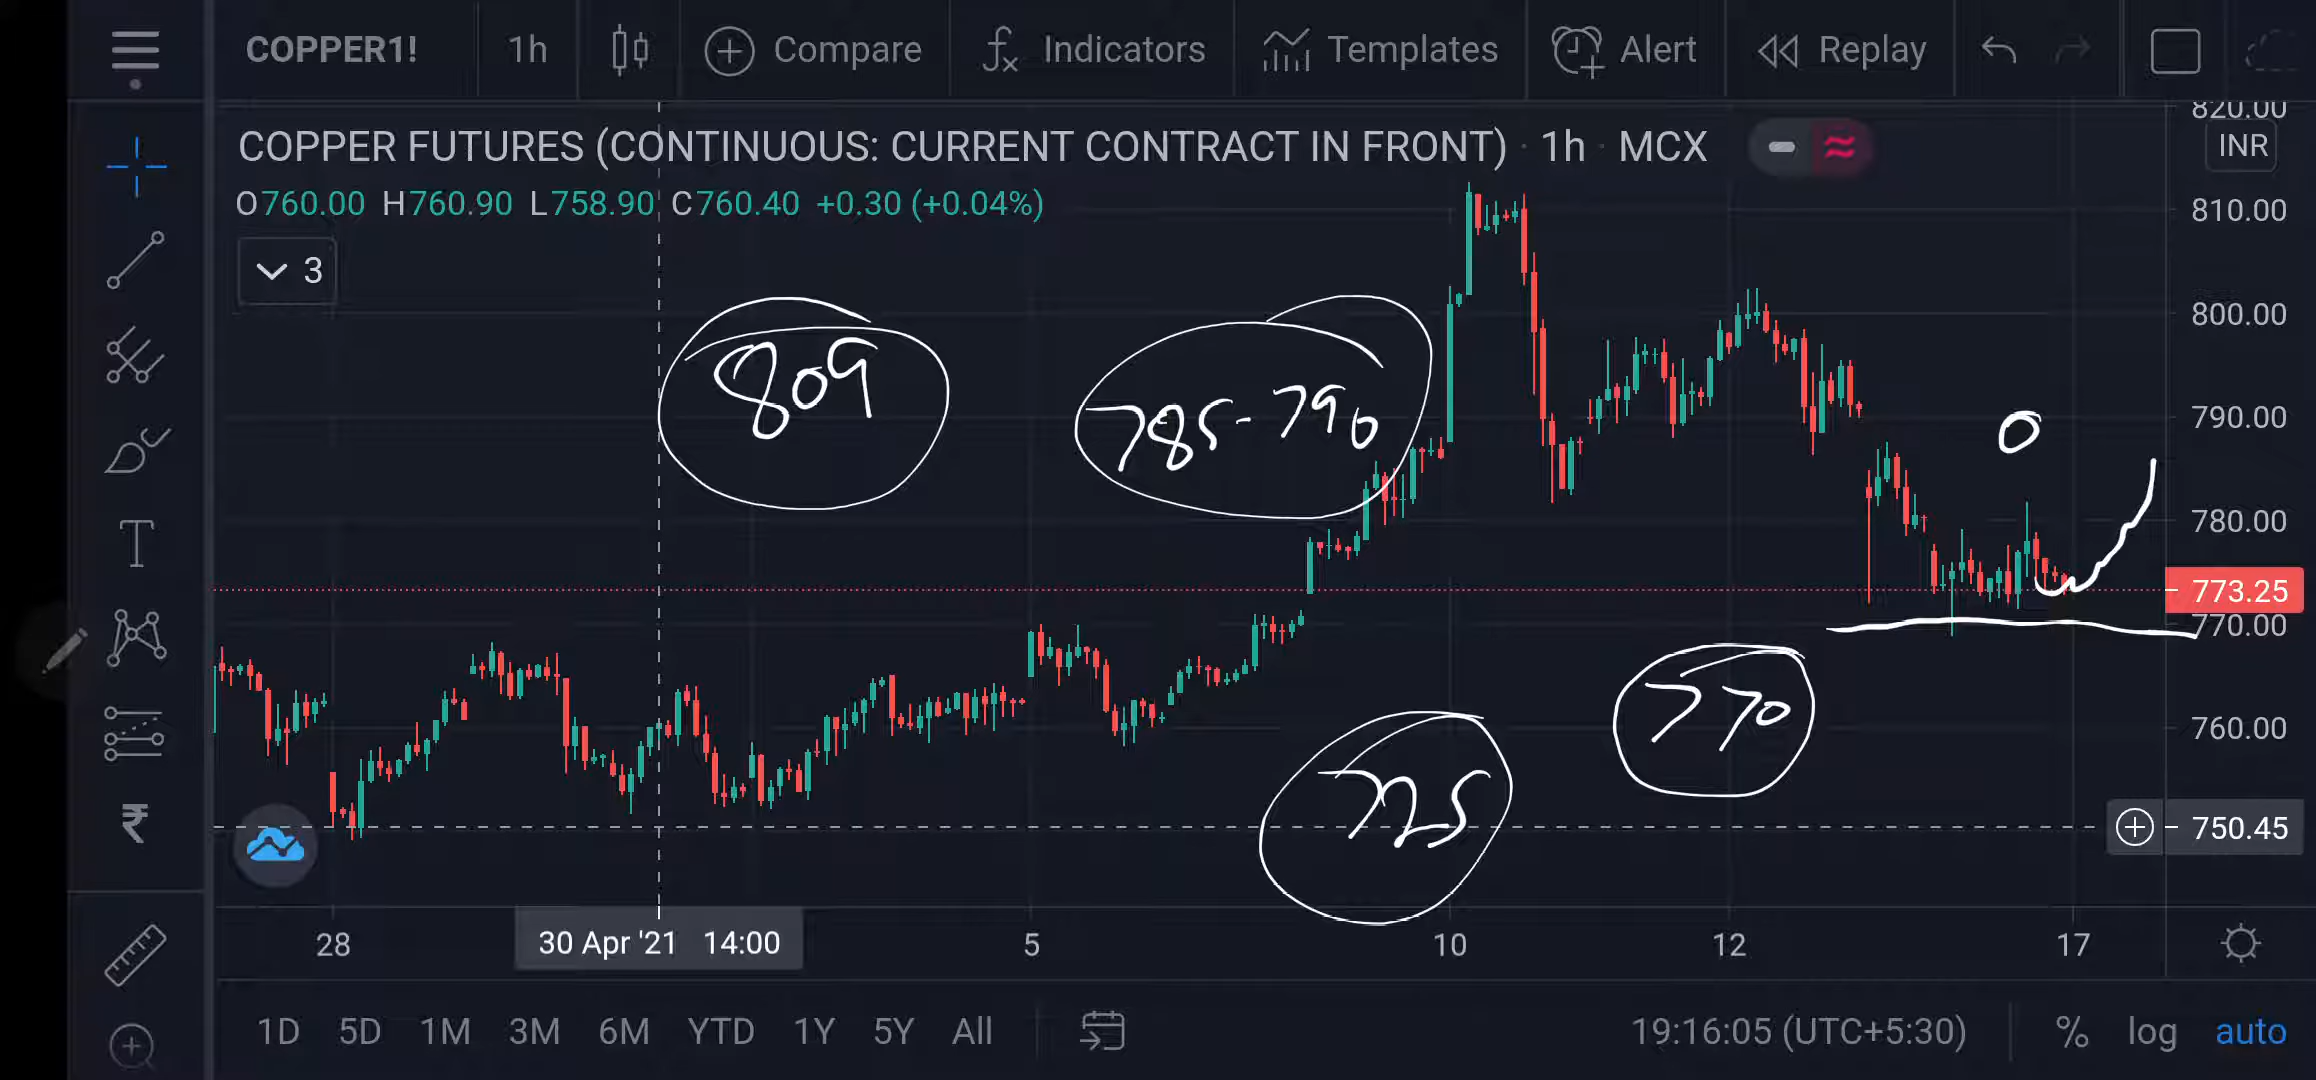 COPPER1! 1h Compare fx Indicators Templates Alert Replay
COPPER FUTURES (CONTINUOUS: CURRENT CONTRACT IN FRONT) · 1h · MCX
O760.00 H760.90 L758.90 C760.40 +0.30 (+0.04%)
3
820.00
INR
810.00
800.00
790.00
780.00
773.25
770.00
760.00
750.45
809
785-790
0
770
725
T
₹
28 30 Apr '21 14:00 5 10 12 17
1D 5D 1M 3M 6M YTD 1Y 5Y All 19:16:05 (UTC+5:30) % log auto